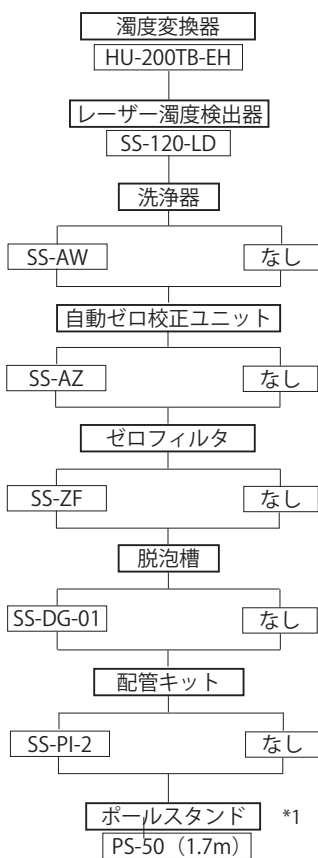 濁度変換器
HU-200TB-EH
レーザー濁度検出器
SS-120-LD
洗浄器
SS-AW なし
自動ゼロ校正ユニット
SS-AZ なし
ゼロフィルタ
SS-ZF なし
脱泡槽
SS-DG-01 なし
配管キット
SS-PI-2 なし
ポールスタンド *1
PS-50（1.7m）